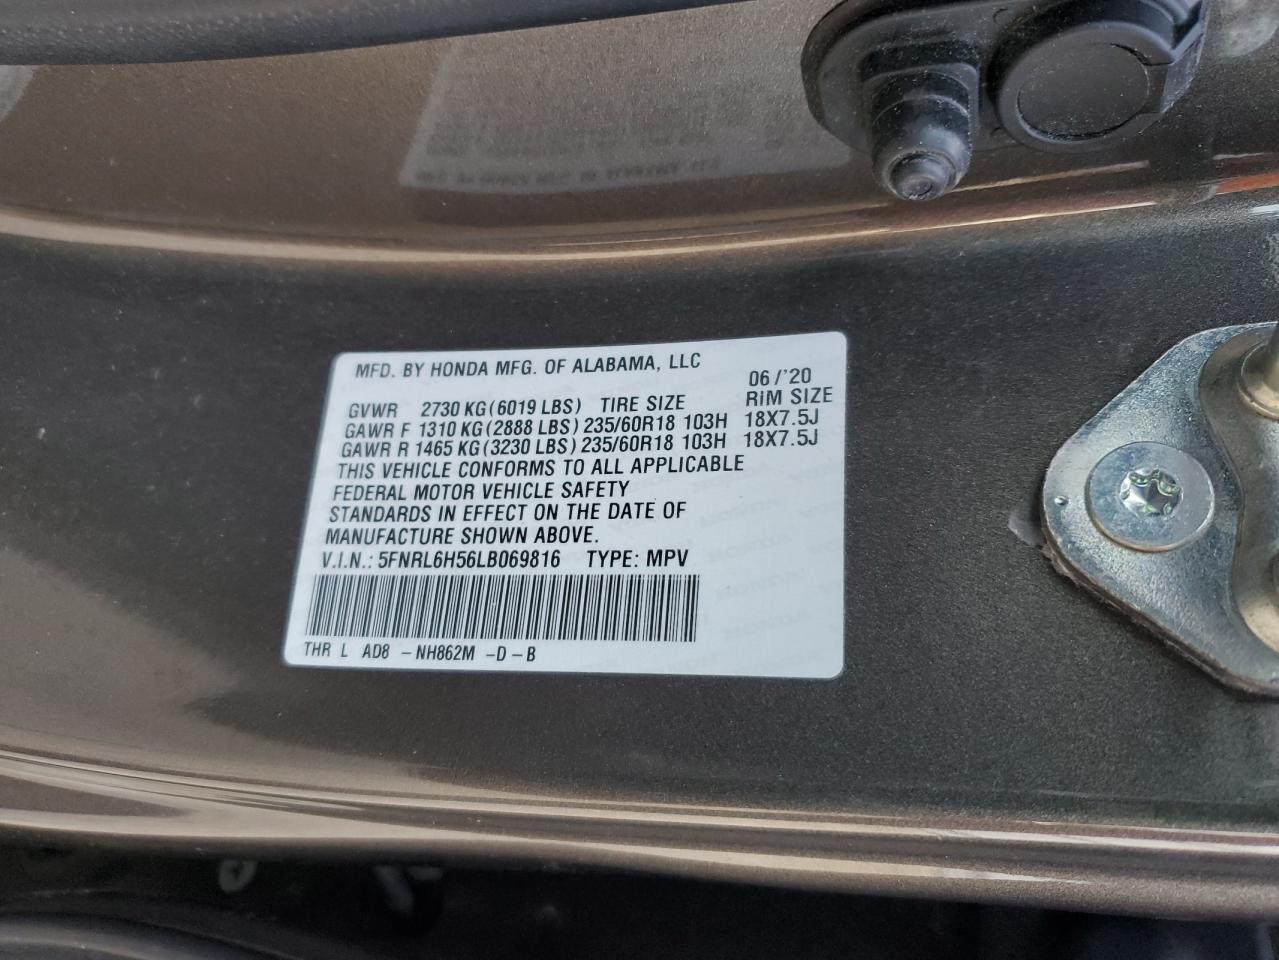 MFD. BY HONDA MFG. OF ALABAMA, LLC
06/'20
GVWR 2730 KG (6019 LBS) TIRE SIZE RIM SIZE
GAWR F 1310 KG (2888 LBS) 235/60R18 103H 18X7.5J
GAWR R 1465 KG (3230 LBS) 235/60R18 103H 18X7.5J
THIS VEHICLE CONFORMS TO ALL APPLICABLE
FEDERAL MOTOR VEHICLE SAFETY
STANDARDS IN EFFECT ON THE DATE OF
MANUFACTURE SHOWN ABOVE.
V.I.N.: 5FNRL6H56LB069816 TYPE: MPV
THR L AD8 -NH862M -D-B